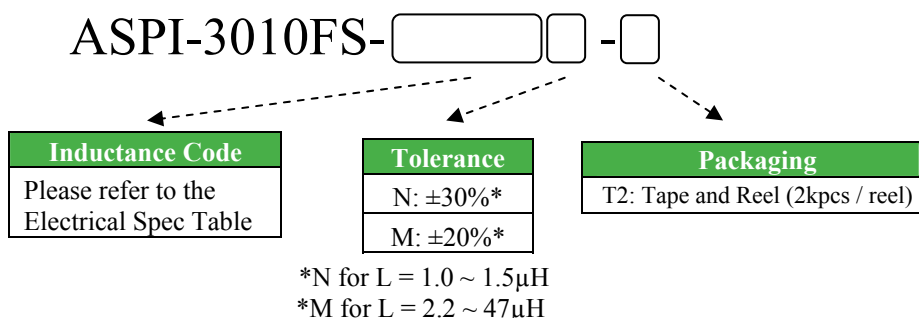 ASPI-3010FS- -
Inductance Code
Please refer to the
Electrical Spec Table
Tolerance
N: ±30%*
M: ±20%*
*N for L = 1.0 ~ 1.5µH
*M for L = 2.2 ~ 47µH
Packaging
T2: Tape and Reel (2kpcs / reel)